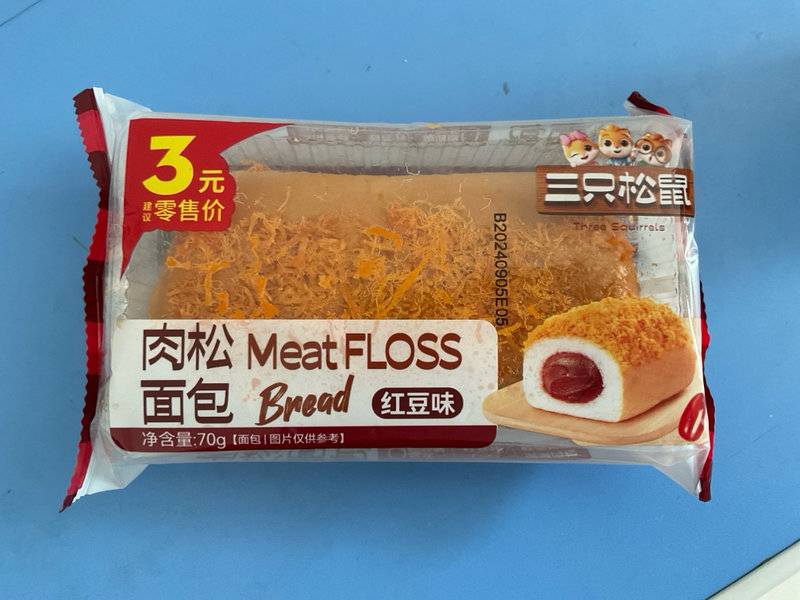 3元
建议零售价
三只松鼠
Three Squirrels
B20240905E05
肉松 Meat FLOSS
面包 Bread 红豆味
净含量:70g【面包|图片仅供参考】